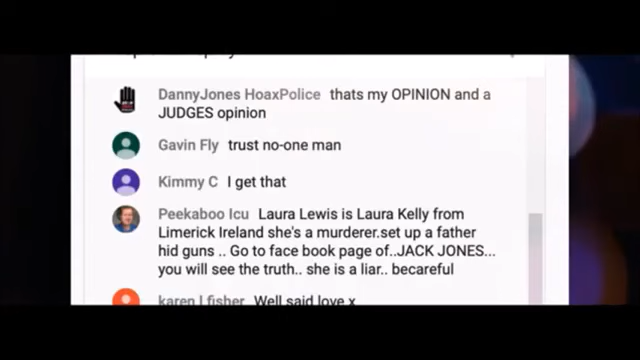 DannyJones HoaxPolice thats my OPINION and a
JUDGES opinion
Gavin Fly trust no-one man
Kimmy C I get that
Peekaboo Icu Laura Lewis is Laura Kelly from
Limerick Ireland she's a murderer.set up a father
hid guns .. Go to face book page of..JACK JONES...
you will see the truth.. she is a liar.. becareful
karen l fisher Well said love x